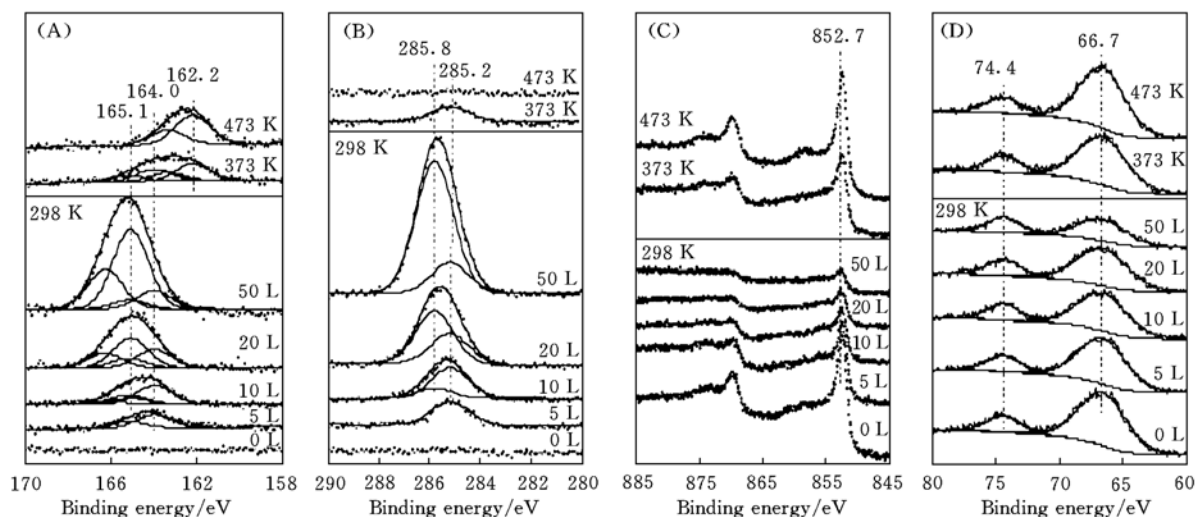 (A)
162.2
164.0
165.1
473 K
373 K
298 K
50 L
20 L
10 L
5 L
0 L
170 166 162 158
Binding energy/eV
(B)
285.8
285.2
473 K
373 K
298 K
50 L
20 L
10 L
5 L
0 L
290 288 286 284 282 280
Binding energy/eV
(C)
852.7
473 K
373 K
298 K
50 L
20 L
10 L
5 L
0 L
885 875 865 855 845
Binding energy/eV
(D)
66.7
74.4
473 K
373 K
298 K
50 L
20 L
10 L
5 L
0 L
80 75 70 65 60
Binding energy/eV